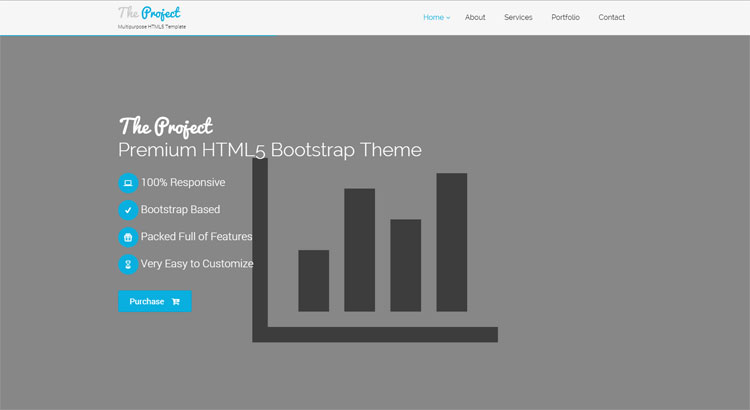 The Project
Multipurpose HTML5 Template
Home
About
Services
Portfolio
Contact
The Project
Premium HTML5 Bootstrap Theme
100% Responsive
Bootstrap Based
Packed Full of Features
Very Easy to Customize
Purchase